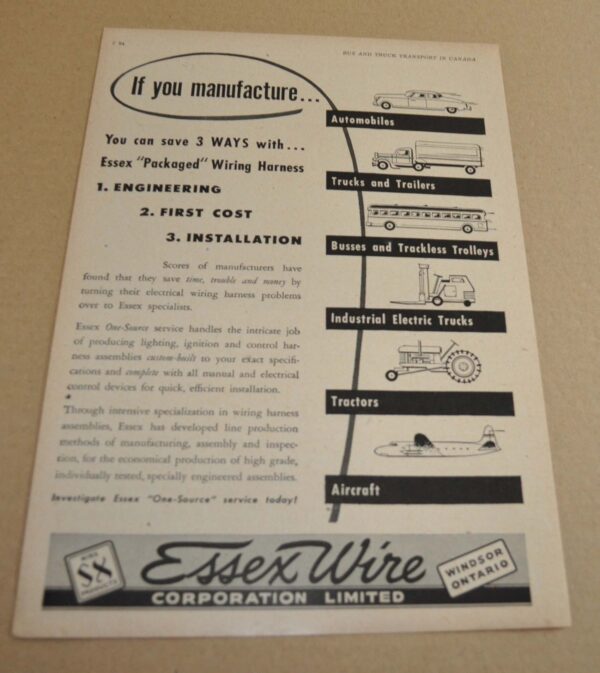 BUS AND TRUCK TRANSPORT IN CANADA
If you manufacture...
You can save 3 WAYS with...
Essex "Packaged" Wiring Harness
1. ENGINEERING
2. FIRST COST
3. INSTALLATION
Scores of manufacturers have
found that they save time, trouble and money by
turning their electrical wiring harness problems
over to Essex specialists.
Essex One-Source service handles the intricate job
of producing lighting, ignition and control har-
ness assemblies custom-built to your exact specifi-
cations and complete with all manual and electrical
control devices for quick, efficient installation.
Through intensive specialization in wiring harness
assemblies, Essex has developed line production
methods of manufacturing, assembly and inspec-
tion, for the economical production of high grade,
individually tested, specially engineered assemblies.
Investigate Essex "One-Source" service today!
Automobiles
Trucks and Trailers
Busses and Trackless Trolleys
Industrial Electric Trucks
Tractors
Aircraft
WIRE
SX
PRODUCTS
Essex Wire
CORPORATION LIMITED
WINDSOR
ONTARIO